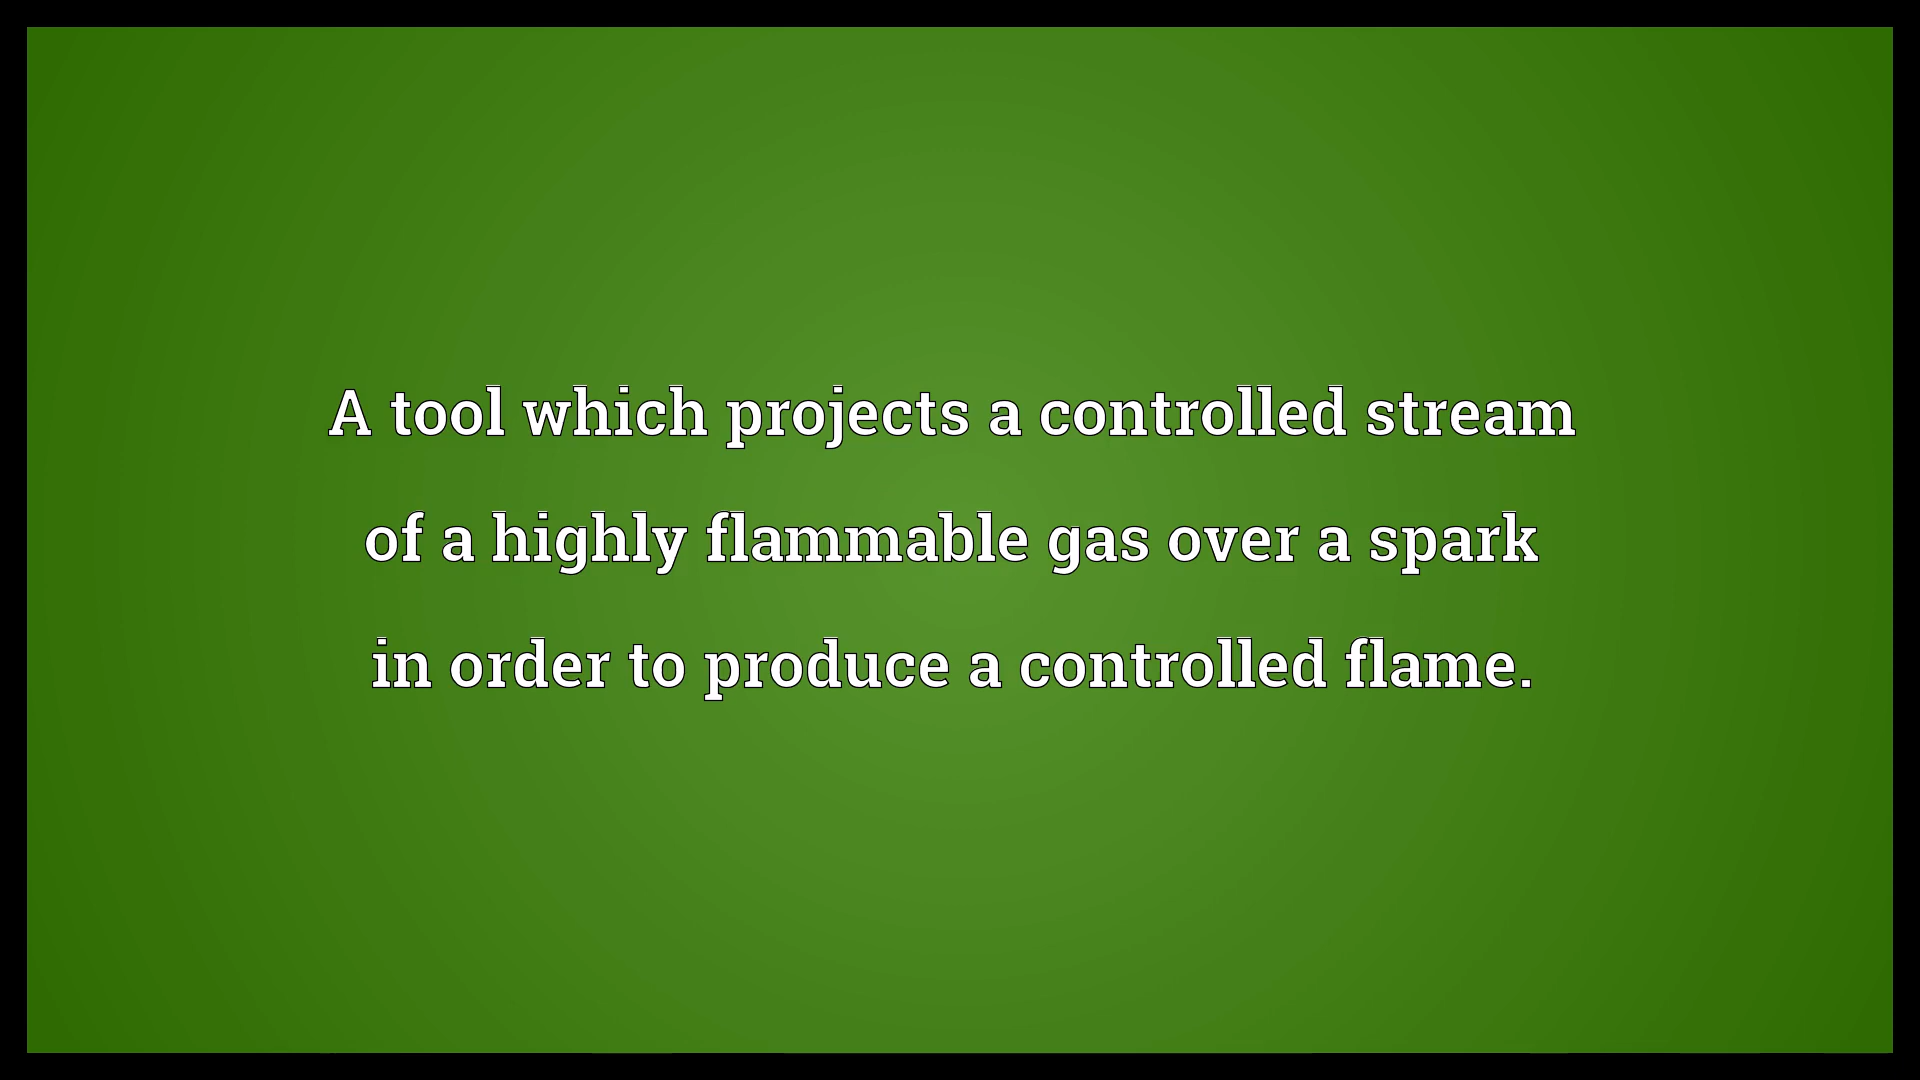 A tool which projects a controlled stream
of a highly flammable gas over a spark
in order to produce a controlled flame.